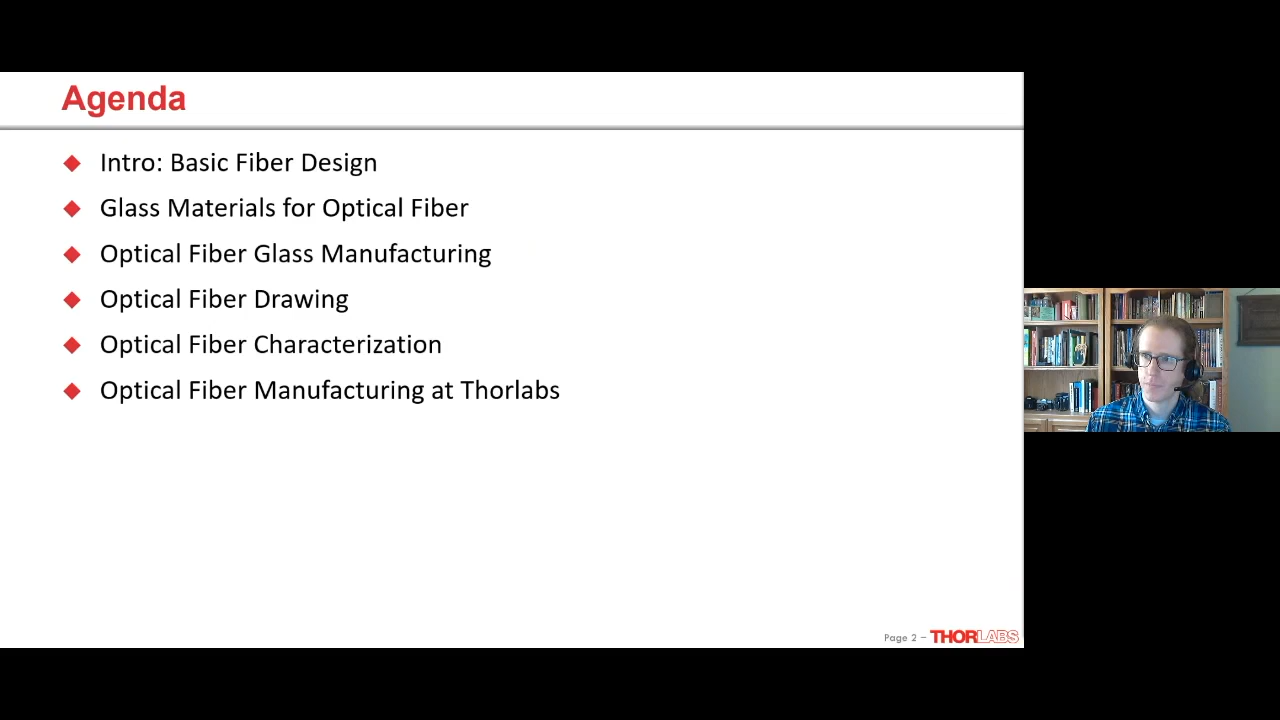 Agenda
Intro: Basic Fiber Design
Glass Materials for Optical Fiber
Optical Fiber Glass Manufacturing
Optical Fiber Drawing
Optical Fiber Characterization
Optical Fiber Manufacturing at Thorlabs
Page 2 – THORLABS